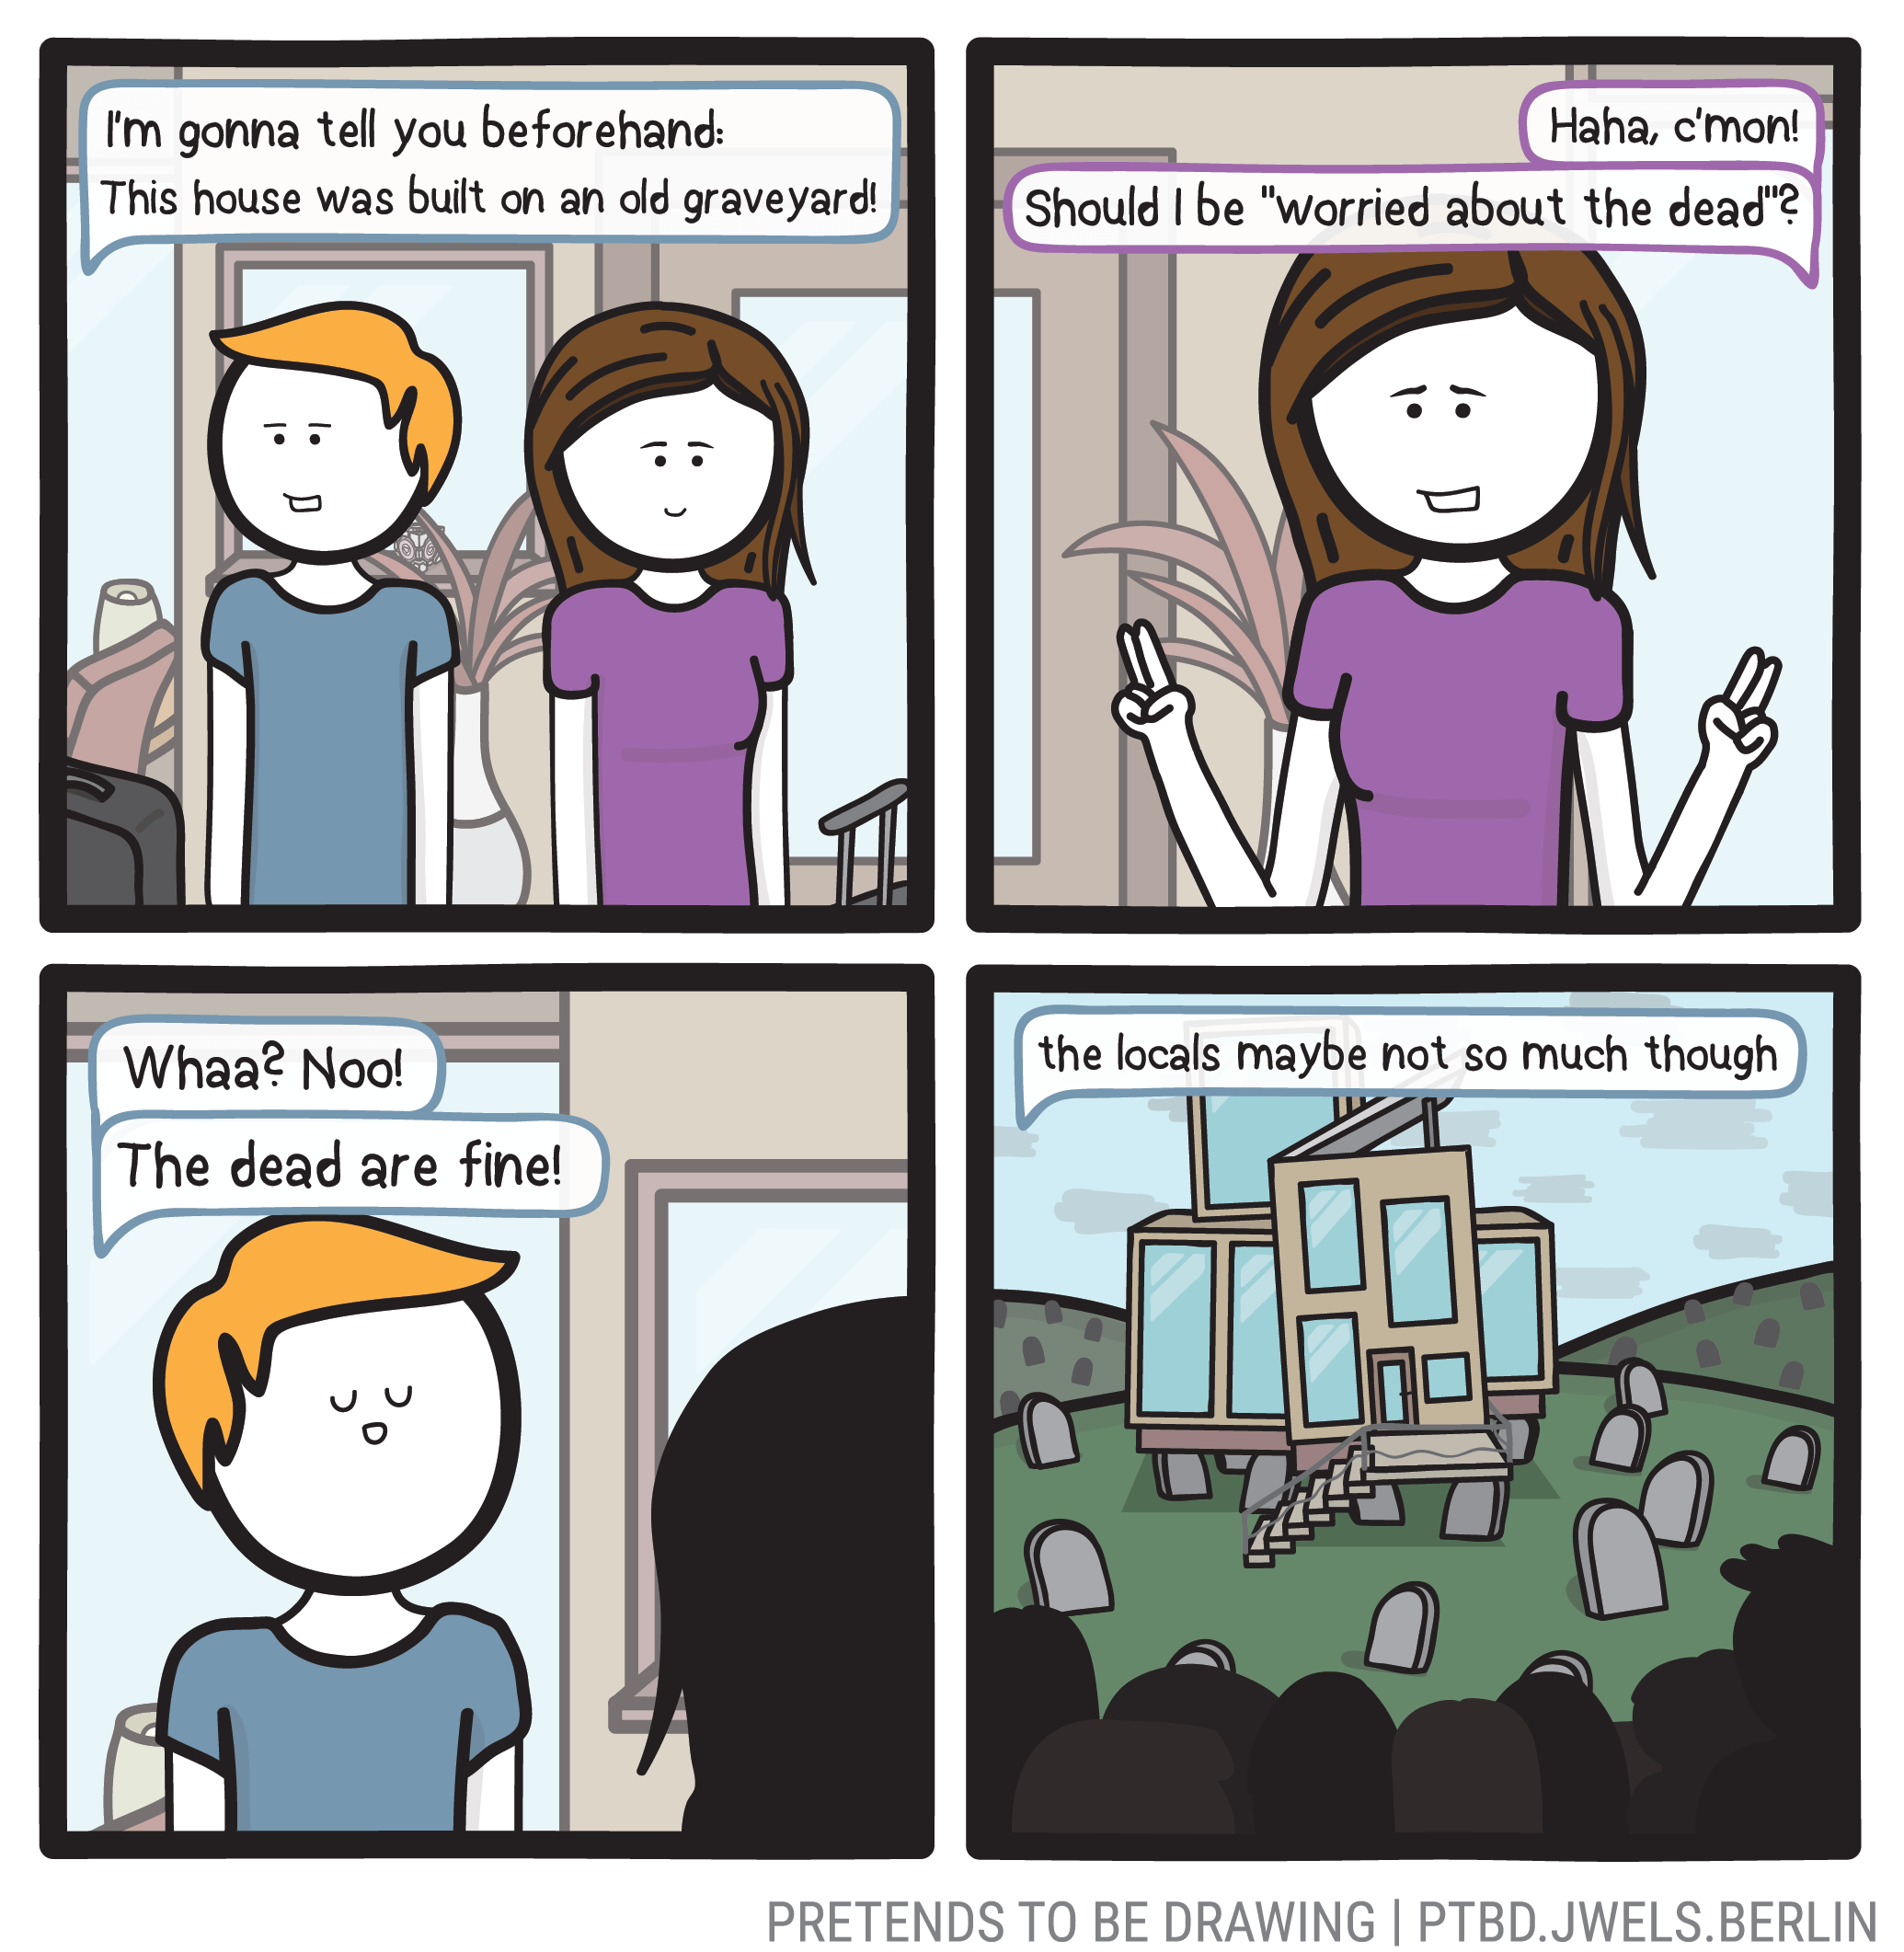 I'm gonna tell you beforehand:
This house was built on an old graveyard!
Haha, c'mon!
Should I be "worried about the dead"?
Whaa? Noo!
The dead are fine!
the locals maybe not so much though
PRETENDS TO BE DRAWING | PTBD.JWELS.BERLIN